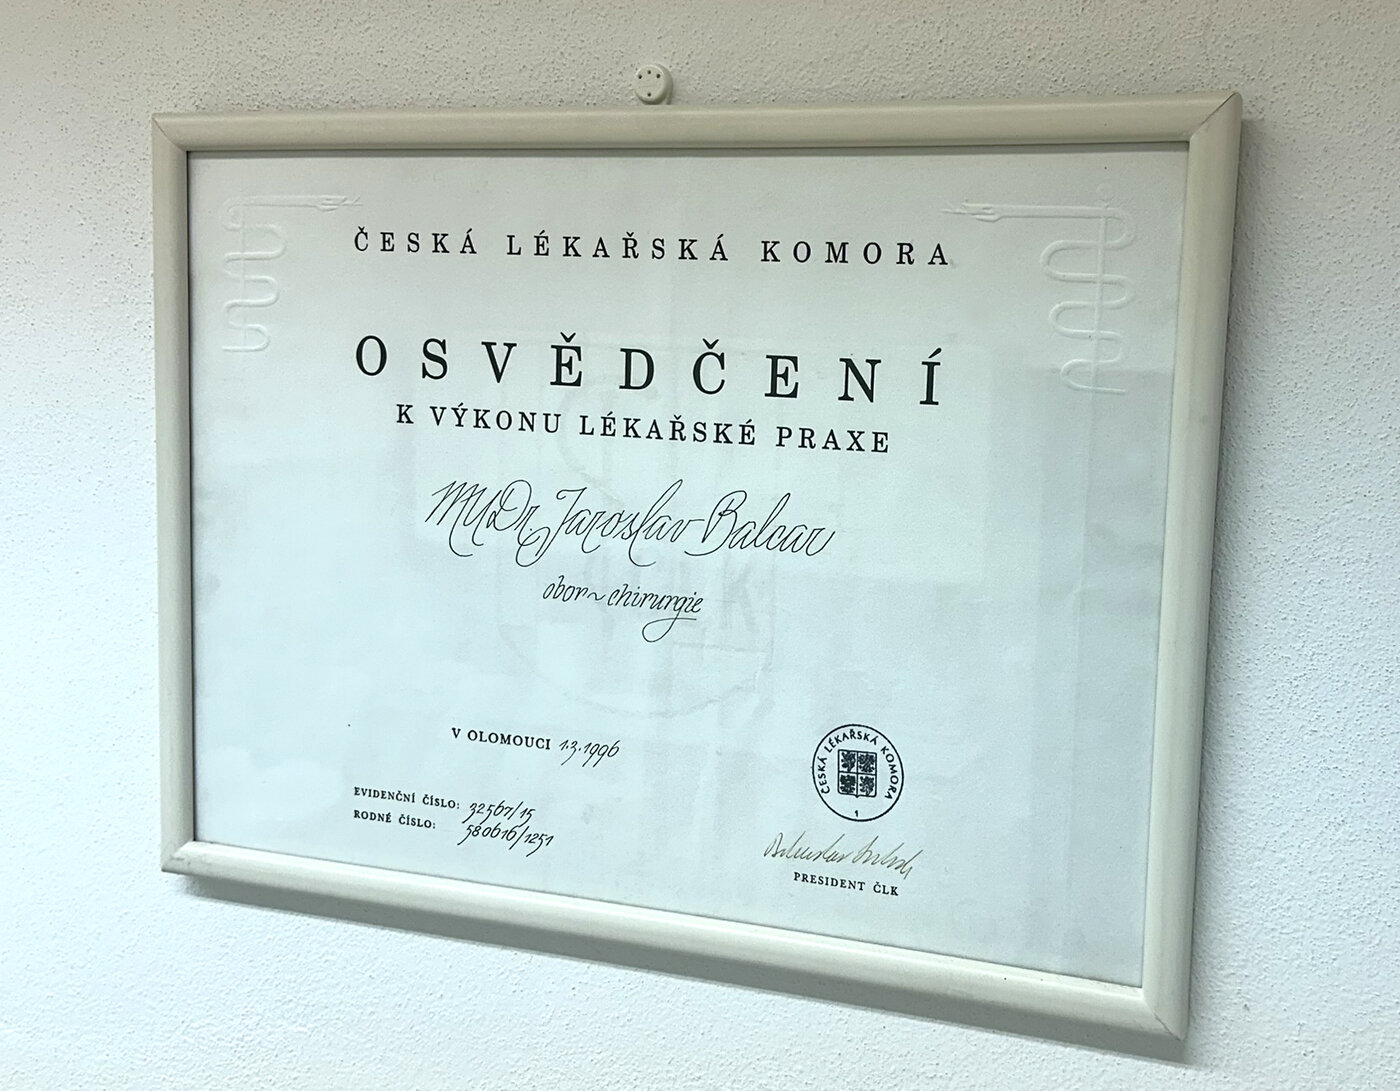 ČESKÁ LÉKAŘSKÁ KOMORA
OSVĚDČENÍ
K VÝKONU LÉKAŘSKÉ PRAXE
MUDr. Jaroslav Balcar
obor ~ chirurgie
V OLOMOUCI 1.3.1996
EVIDENČNÍ ČÍSLO: 32567/15
RODNÉ ČÍSLO: 580616/1251
ČESKÁ LÉKAŘSKÁ KOMORA
1
PRESIDENT ČLK